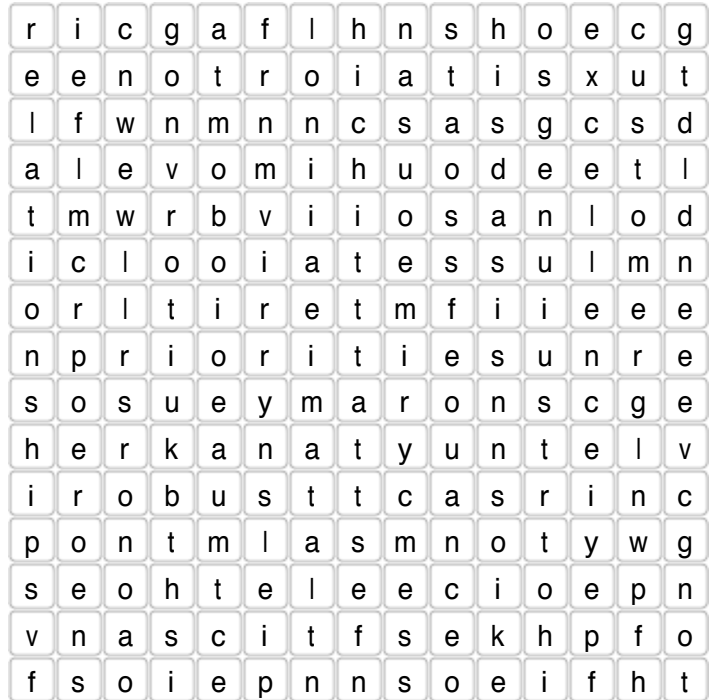 r i c g a f l h n s h o e c g
e e n o t r o i a t i s x u t
l f w n m n n c s a s g c s d
a l e v o m i h u o d e e t l
t m w r b v i i o s a n l o d
i c l o o i a t e s s u l m n
o r l t i r e t m f i i e e e
n p r i o r i t i e s u n r e
s o s u e y m a r o n s c g e
h e r k a n a t y u n t e l v
i r o b u s t t c a s r i n c
p o n t m l a s m n o t y w g
s e o h t e l e e c i o e p n
v n a s c i t f s e k h p f o
f s o i e p n n s o e i f h t